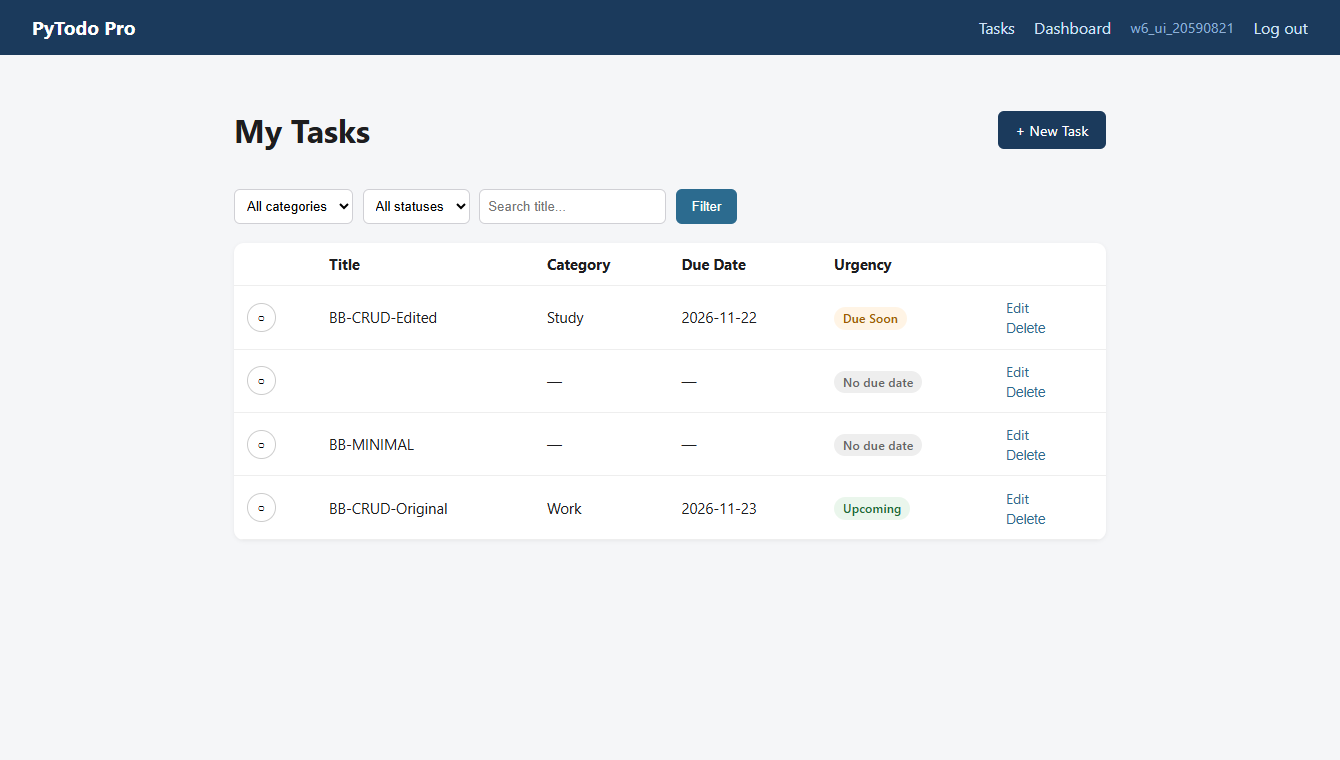 PyTodo Pro Tasks Dashboard w6_ui_20590821 Log out
My Tasks + New Task
All categories All statuses Search title... Filter
Title Category Due Date Urgency
BB-CRUD-Edited Study 2026-11-22 Due Soon Edit
Delete
— — No due date Edit
Delete
BB-MINIMAL — — No due date Edit
Delete
BB-CRUD-Original Work 2026-11-23 Upcoming Edit
Delete